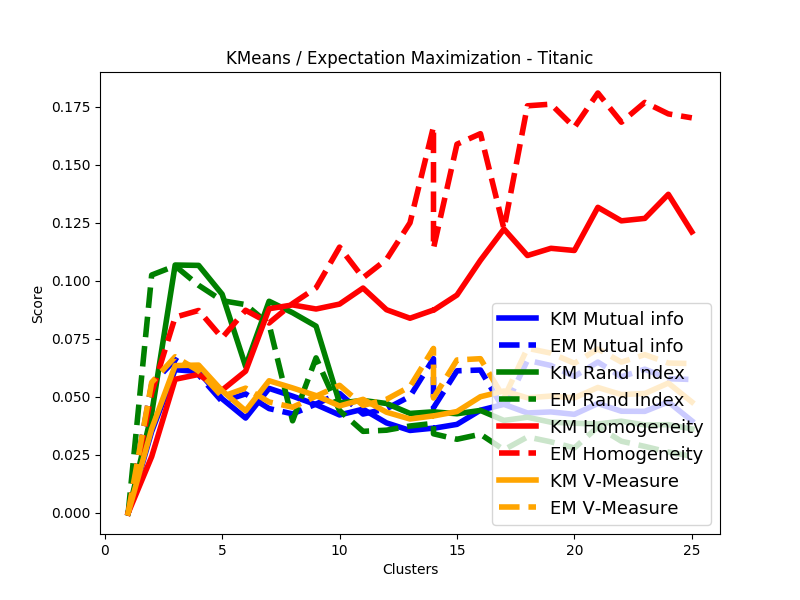 KMeans / Expectation Maximization - Titanic
0.175
0.150
0.125
0.100
0.075
0.050
0.025
0.000
Score
0
5
10
15
20
25
Clusters
KM Mutual info
EM Mutual info
KM Rand index
EM Rand index
KM Homogeneity
EM Homogeneity
KM V-Measure
EM V-Measure